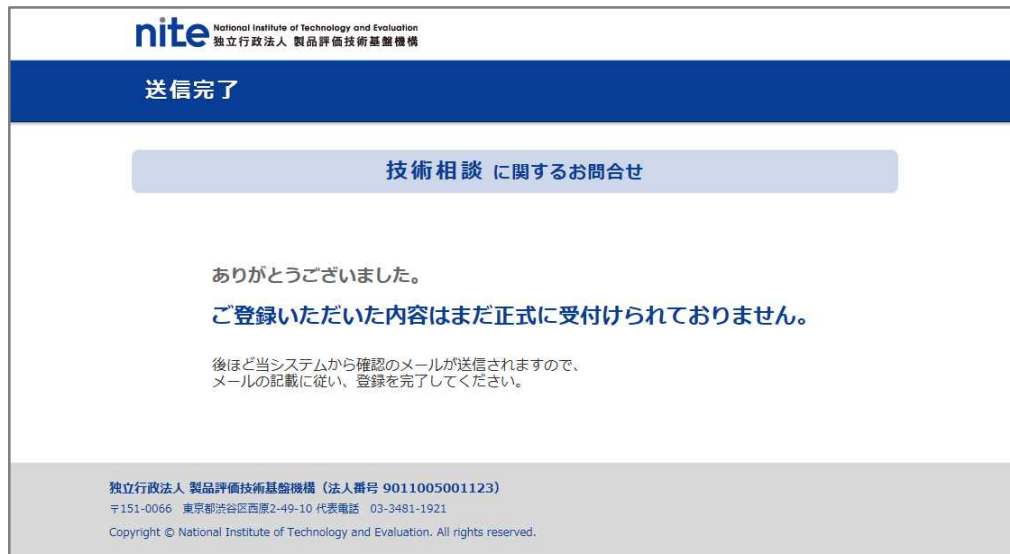 nite National Institute of Technology and Evaluation
独立行政法人 製品評価技術基盤機構
送信完了
技術相談 に関するお問合せ
ありがとうございました。
ご登録いただいた内容はまだ正式に受付けられておりません。
後ほど当システムから確認のメールが送信されますので、
メールの記載に従い、登録を完了してください。
独立行政法人 製品評価技術基盤機構（法人番号 9011005001123）
〒151-0066 東京都渋谷区西原2-49-10 代表電話 03-3481-1921
Copyright © National Institute of Technology and Evaluation. All rights reserved.